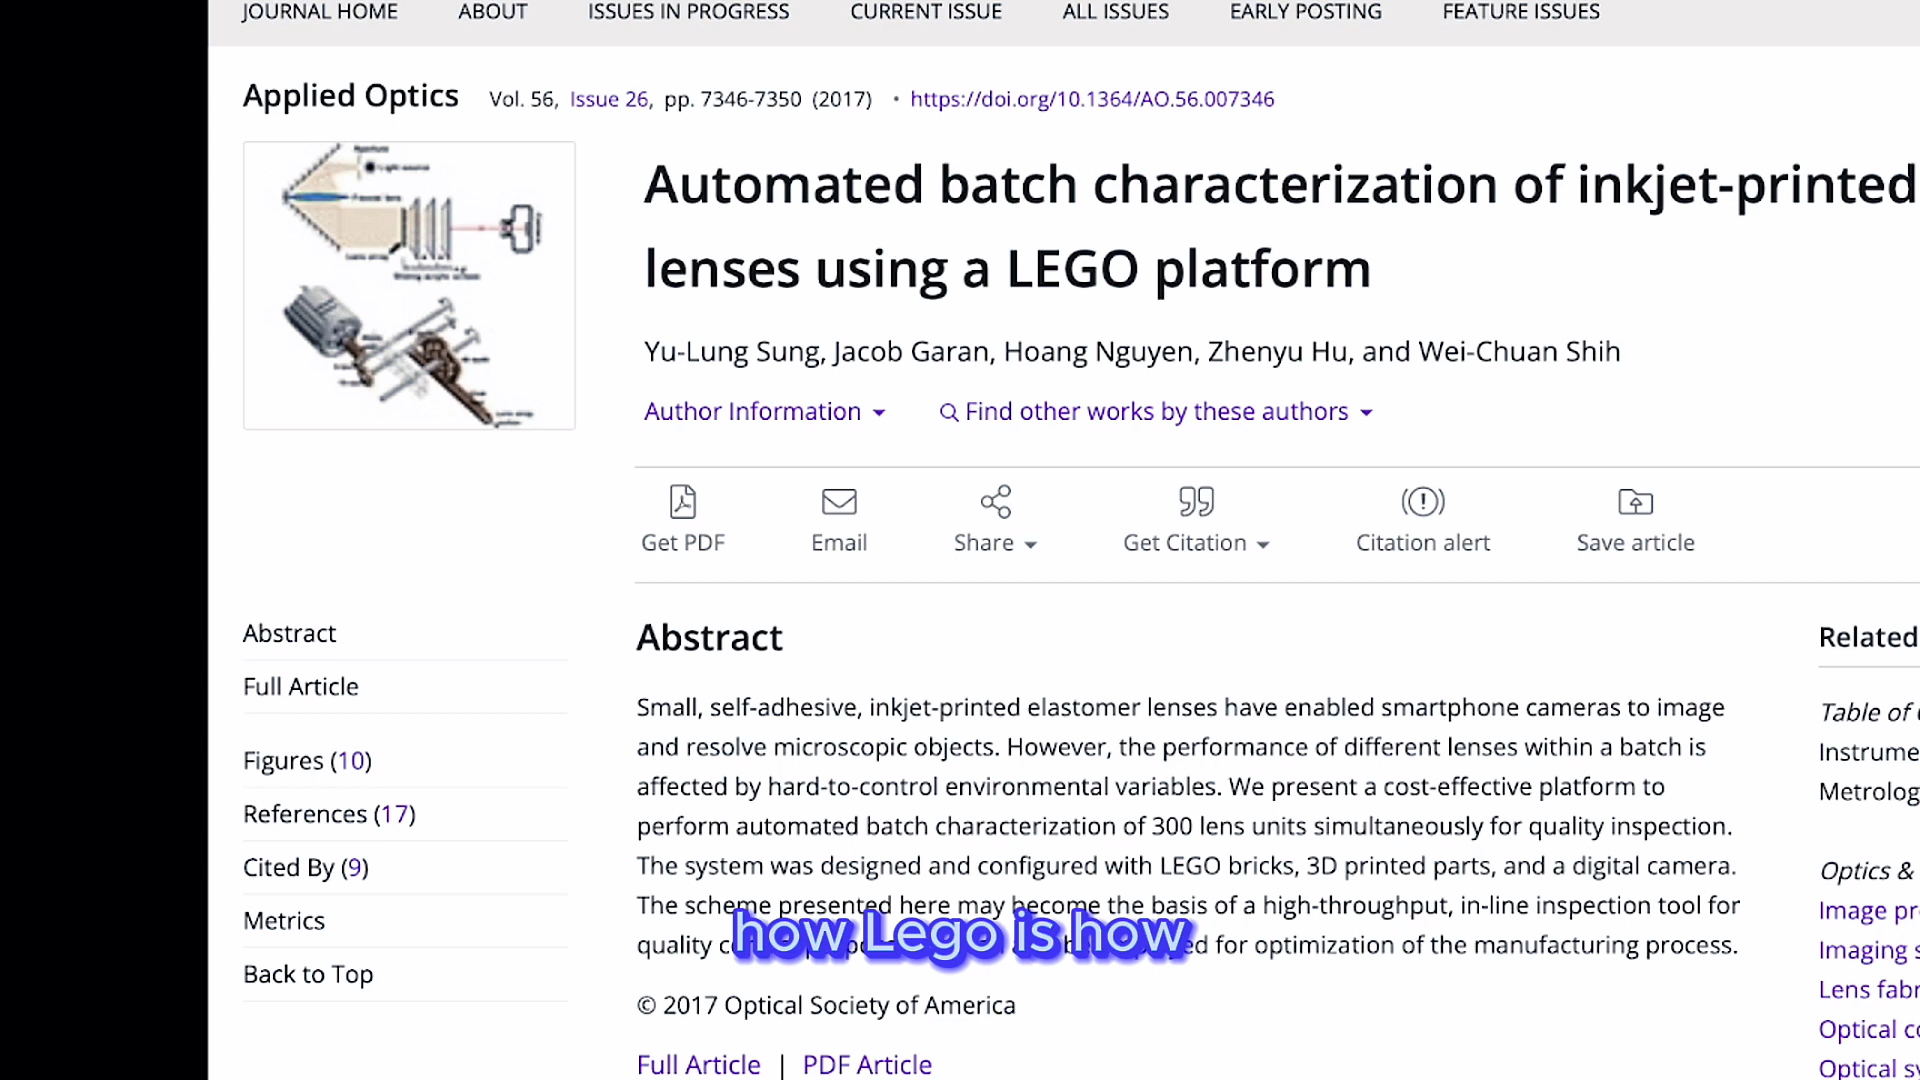 JOURNAL HOME ABOUT ISSUES IN PROGRESS CURRENT ISSUE ALL ISSUES EARLY POSTING FEATURE ISSUES
Applied Optics Vol. 56, Issue 26, pp. 7346-7350 (2017) • https://doi.org/10.1364/AO.56.007346
Automated batch characterization of inkjet-printed
lenses using a LEGO platform
Yu-Lung Sung, Jacob Garan, Hoang Nguyen, Zhenyu Hu, and Wei-Chuan Shih
Author Information Find other works by these authors
Get PDF Email Share Get Citation Citation alert Save article
Abstract
Full Article
Figures (10)
References (17)
Cited By (9)
Metrics
Back to Top
Abstract
Small, self-adhesive, inkjet-printed elastomer lenses have enabled smartphone cameras to image
and resolve microscopic objects. However, the performance of different lenses within a batch is
affected by hard-to-control environmental variables. We present a cost-effective platform to
perform automated batch characterization of 300 lens units simultaneously for quality inspection.
The system was designed and configured with LEGO bricks, 3D printed parts, and a digital camera.
The scheme presented here may become the basis of a high-throughput, in-line inspection tool for
quality for optimization of the manufacturing process.
how Lego is how
© 2017 Optical Society of America
Full Article | PDF Article
Related
Table of
Instrume
Metrolog
Optics &
Image pr
Imaging s
Lens fabr
Optical co
Optical sy